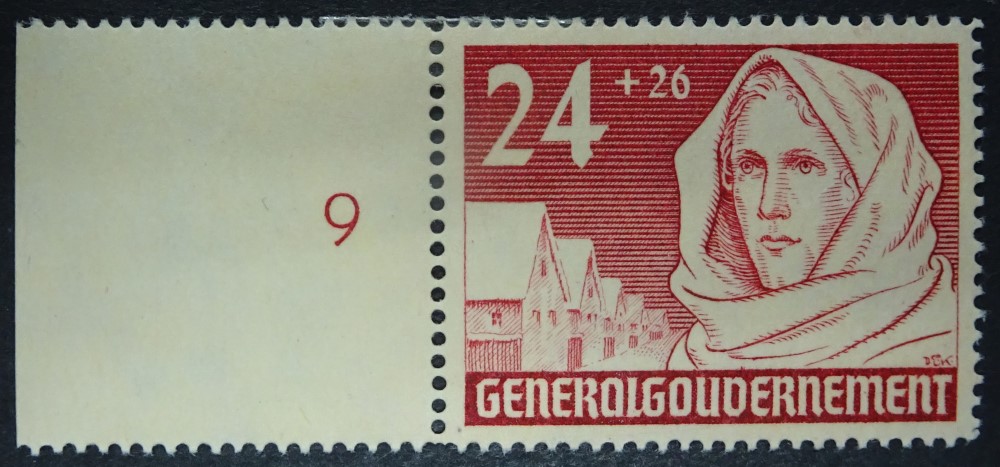 24 + 26
9
GENERALGOUVERNEMENT